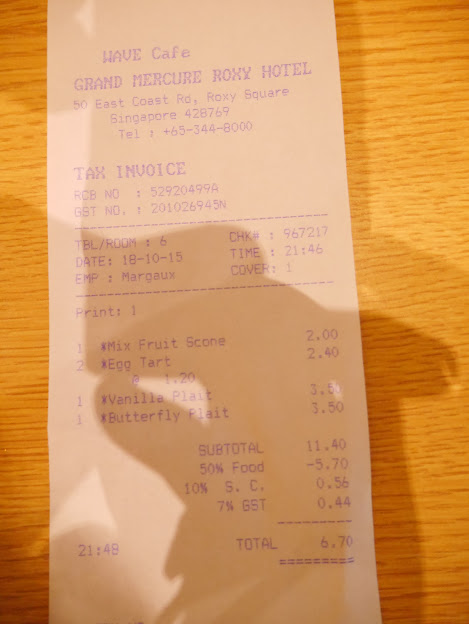 WAVE Cafe
GRAND MERCURE ROXY HOTEL
50 East Coast Rd, Roxy Square
Singapore 428769
Tel : +65-344-8000
TAX INVOICE
RCB NO : 52920499A
GST NO. : 201026945N
TBL/ROOM : 6 CHK# : 967217
DATE: 18-10-15 TIME : 21:46
EMP : Margaux COVER: 1
Print: 1
1 *Mix Fruit Scone 2.00
2 *Egg Tart 2.40
@ 1.20
1 *Vanilla Plait 3.50
1 *Butterfly Plait 3.50
SUBTOTAL 11.40
50% Food -5.70
10% S. C. 0.56
7% GST 0.44
21:48 TOTAL 6.70